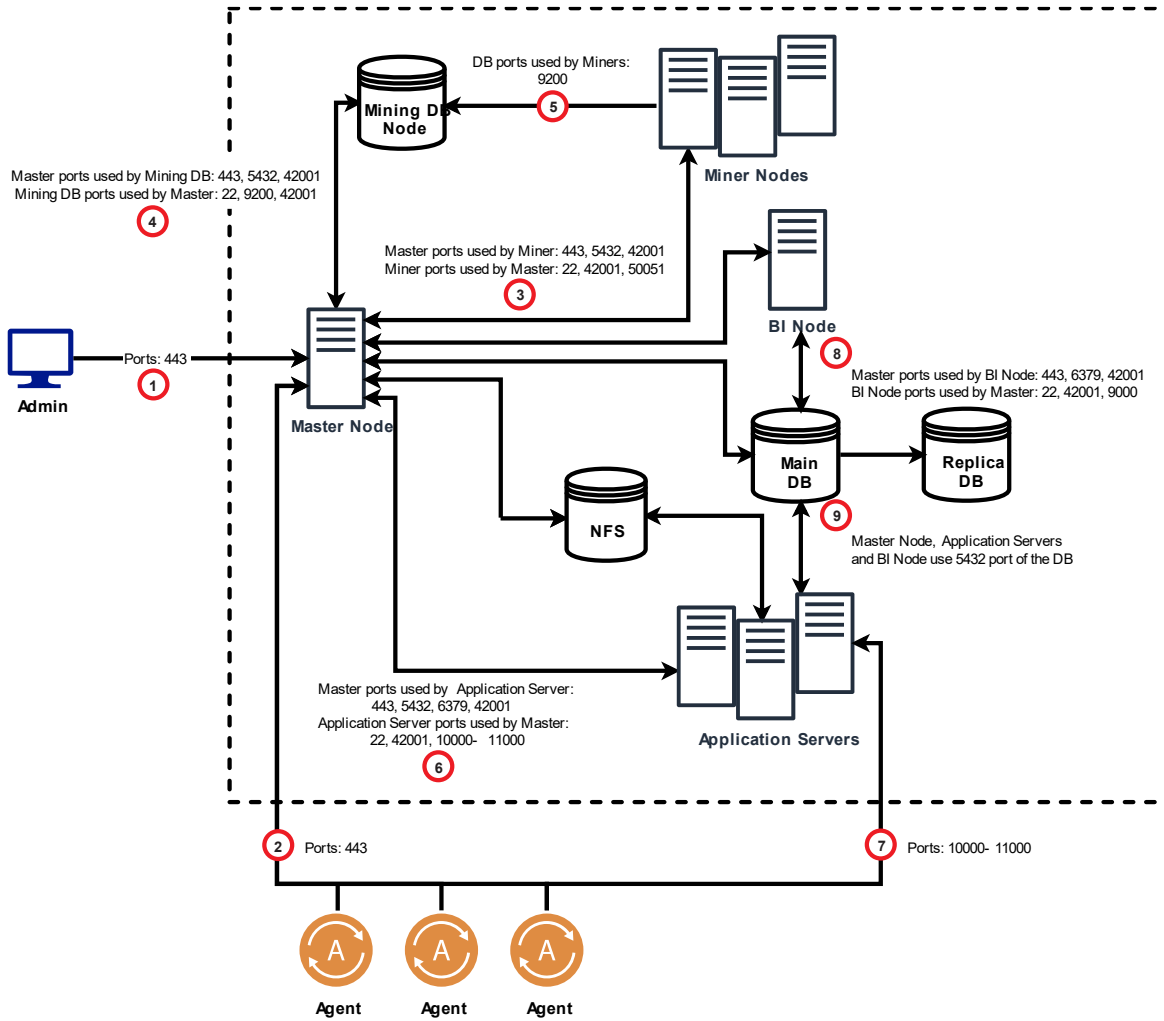 DB ports used by Miners:
9200
5
Mining DB
Node
Miner Nodes
Master ports used by Mining DB: 443, 5432, 42001
Mining DB ports used by Master: 22, 9200, 42001
4
Master ports used by Miner: 443, 5432, 42001
Miner ports used by Master: 22, 42001, 50051
3
BI Node
8
Master ports used by BI Node: 443, 6379, 42001
BI Node ports used by Master: 22, 42001, 9000
Ports: 443
1
Admin
Master Node
Main
DB
Replica
DB
9
Master Node, Application Servers
and BI Node use 5432 port of the DB
NFS
Master ports used by Application Server:
443, 5432, 6379, 42001
Application Server ports used by Master:
22, 42001, 10000- 11000
6
Application Servers
2
Ports: 443
7
Ports: 10000- 11000
A
A
A
Agent
Agent
Agent